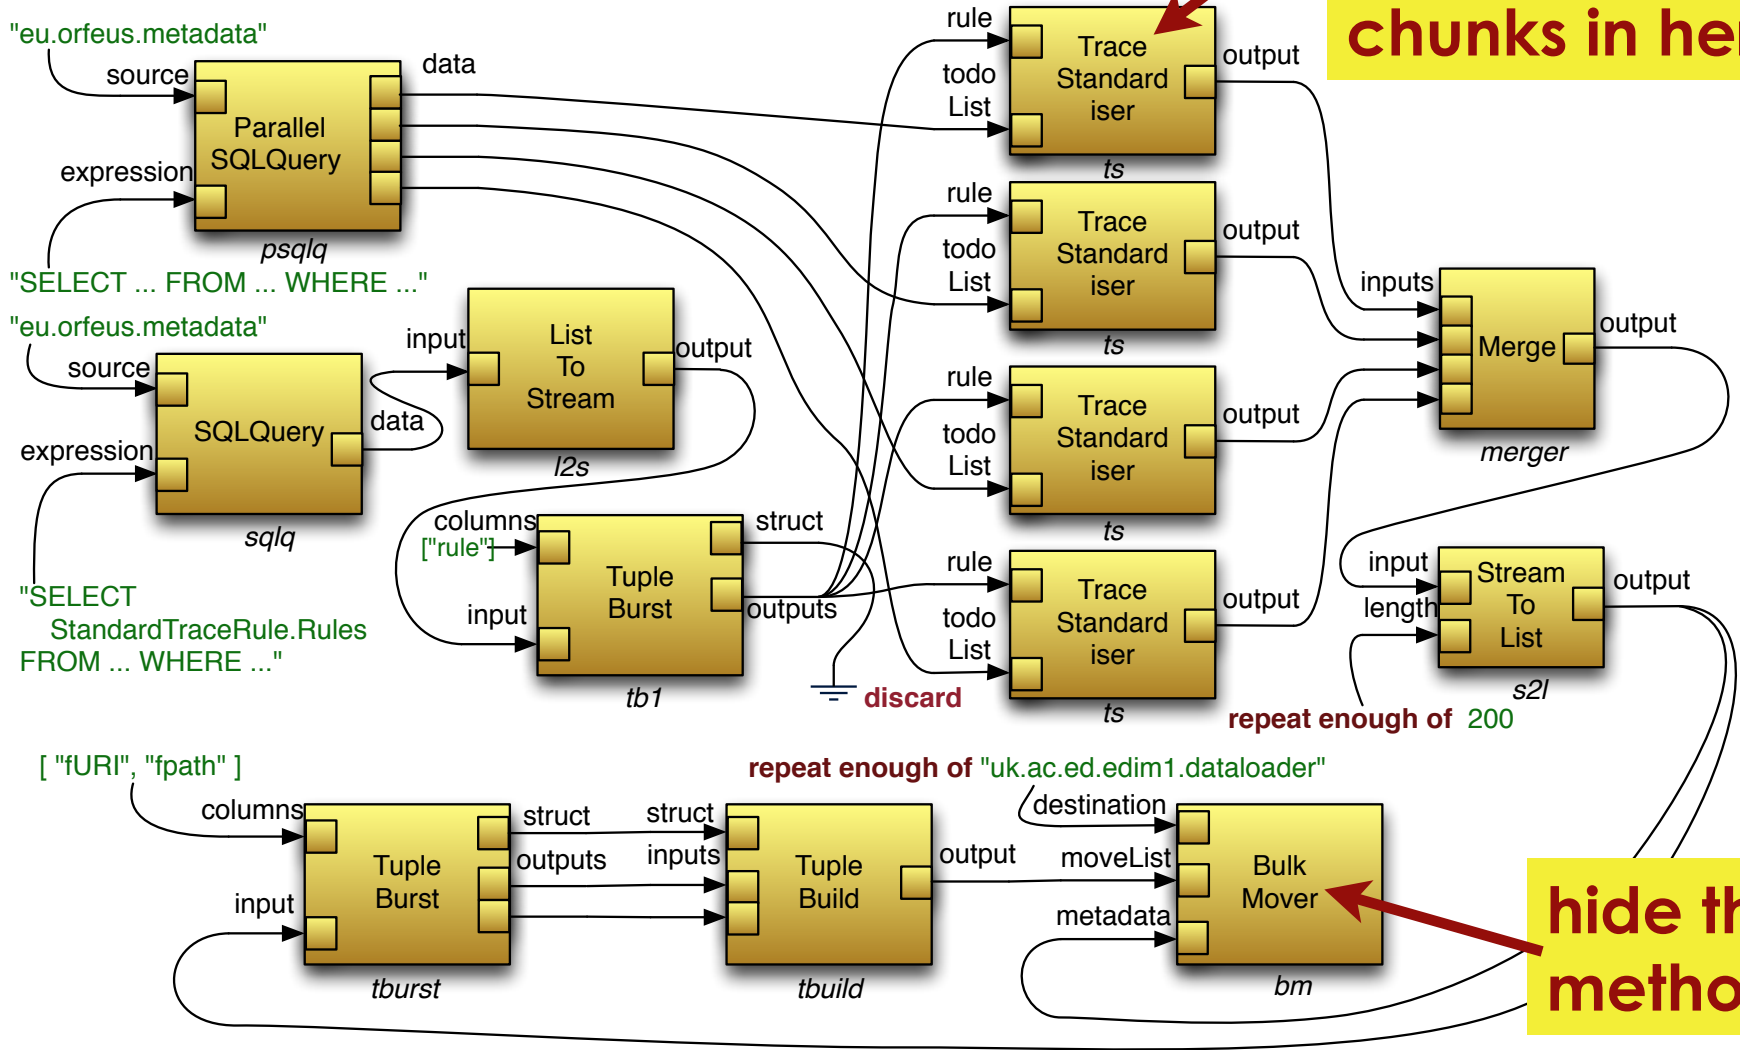 "eu.orfeus.metadata"
source
Parallel
SQLQuery
data
expression
psqlq
"SELECT ... FROM ... WHERE ..."
"eu.orfeus.metadata"
source
SQLQuery
data
expression
sqlq
"SELECT
StandardTraceRule.Rules
FROM ... WHERE ..."
input
List
To
Stream
output
l2s
columns
["rule"]
input
Tuple
Burst
struct
outputs
tb1
discard
rule
todo
List
Trace
Standard
iser
output
ts
rule
todo
List
Trace
Standard
iser
output
ts
rule
todo
List
Trace
Standard
iser
output
ts
rule
todo
List
Trace
Standard
iser
output
ts
chunks in
inputs
Merge
output
merger
input
length
Stream
To
List
output
s2l
repeat enough of 200
[ "fURI", "fpath" ]
columns
input
Tuple
Burst
struct
outputs
tburst
struct
inputs
Tuple
Build
output
tbuild
repeat enough of "uk.ac.ed.edim1.dataloader"
destination
moveList
metadata
Bulk
Mover
bm
hide